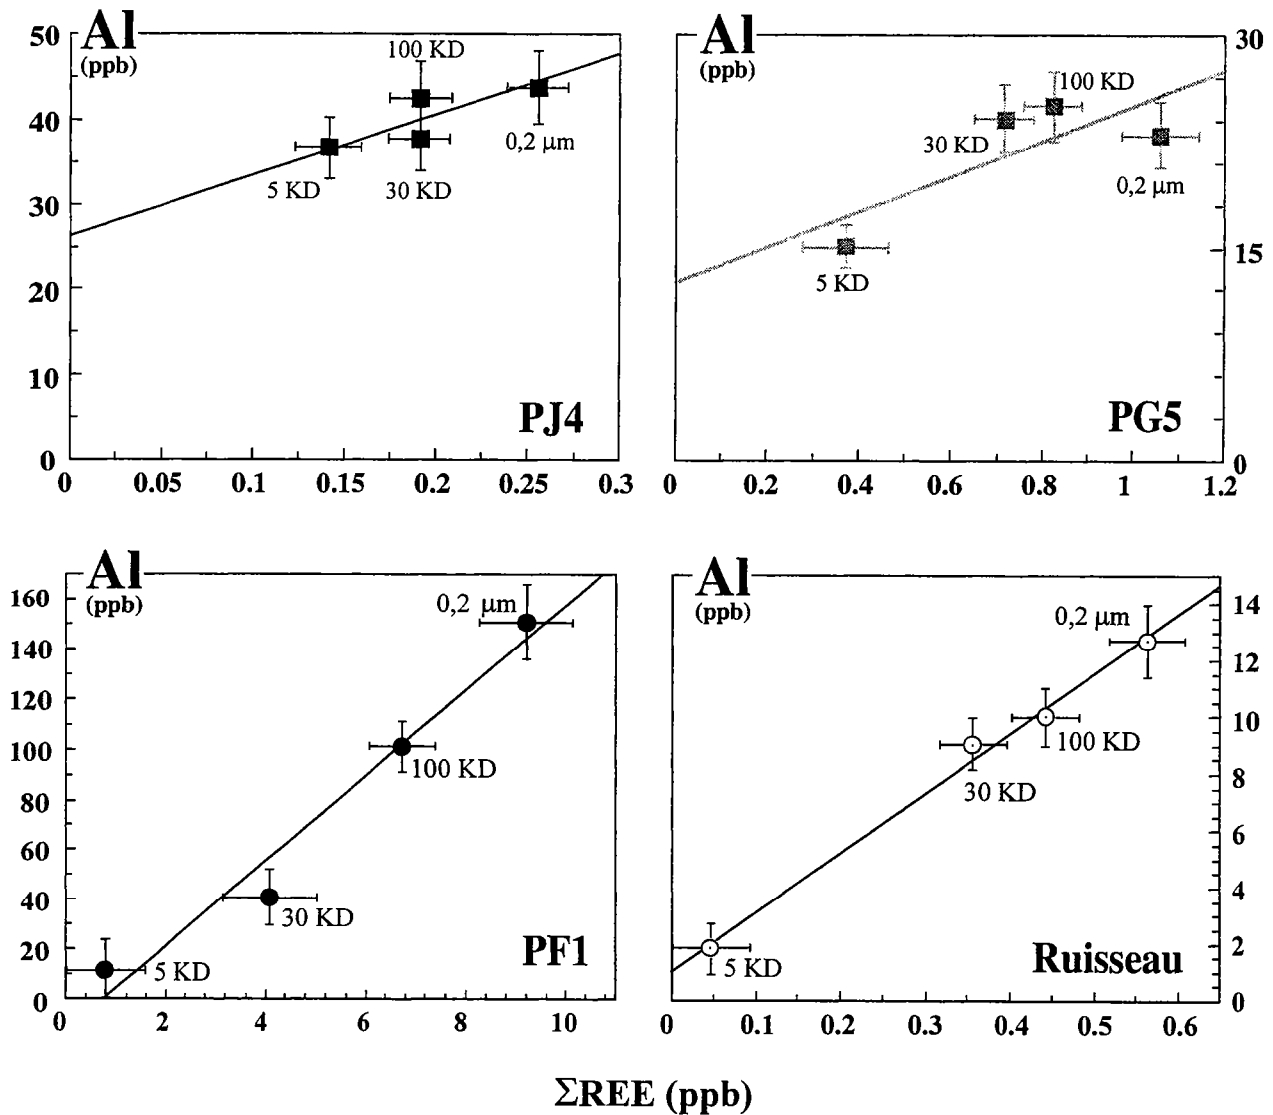 Al
(ppb)
50
40
30
20
10
0
100 KD
0,2 µm
5 KD
30 KD
PJ4
0 0.05 0.1 0.15 0.2 0.25 0.3
Al
(ppb)
30
15
0
100 KD
30 KD
0,2 µm
5 KD
PG5
0 0.2 0.4 0.6 0.8 1 1.2
Al
(ppb)
160
140
120
100
80
60
40
20
0
0,2 µm
100 KD
30 KD
5 KD
PF1
0 2 4 6 8 10
Al
(ppb)
14
12
10
8
6
4
2
0
0,2 µm
100 KD
30 KD
5 KD
Ruisseau
0 0.1 0.2 0.3 0.4 0.5 0.6
ΣREE (ppb)